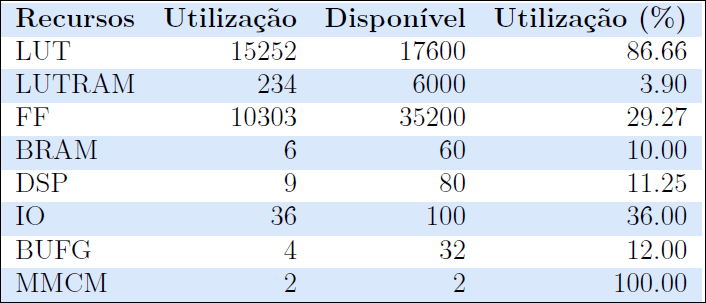 Recursos Utilização Disponível Utilização (%)
LUT 15252 17600 86.66
LUTRAM 234 6000 3.90
FF 10303 35200 29.27
BRAM 6 60 10.00
DSP 9 80 11.25
IO 36 100 36.00
BUFG 4 32 12.00
MMCM 2 2 100.00